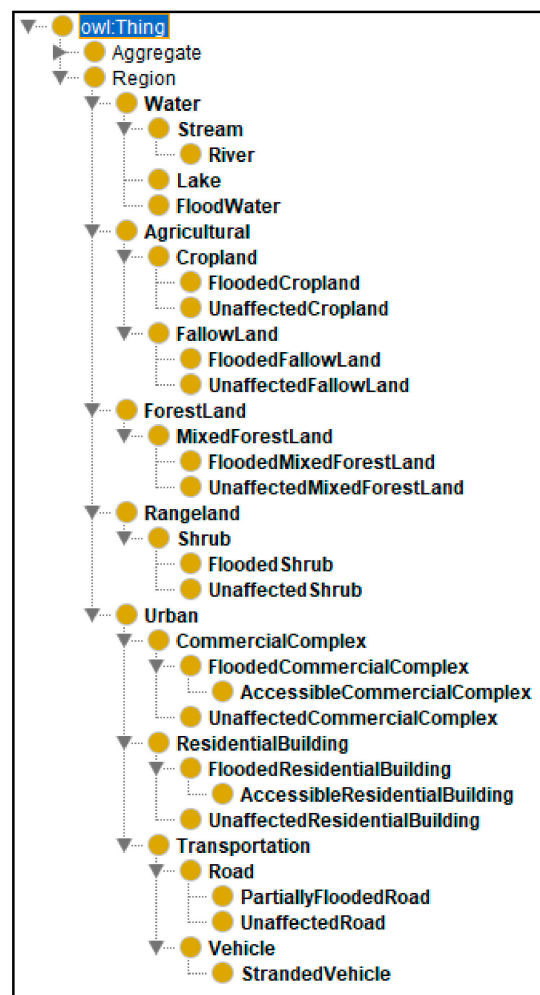 owl:Thing
Aggregate
Region
Water
Stream
River
Lake
FloodWater
Agricultural
Cropland
FloodedCropland
UnaffectedCropland
FallowLand
FloodedFallowLand
UnaffectedFallowLand
ForestLand
MixedForestLand
FloodedMixedForestLand
UnaffectedMixedForestLand
Rangeland
Shrub
FloodedShrub
UnaffectedShrub
Urban
CommercialComplex
FloodedCommercialComplex
AccessibleCommercialComplex
UnaffectedCommercialComplex
ResidentialBuilding
FloodedResidentialBuilding
AccessibleResidentialBuilding
UnaffectedResidentialBuilding
Transportation
Road
PartiallyFloodedRoad
UnaffectedRoad
Vehicle
StrandedVehicle